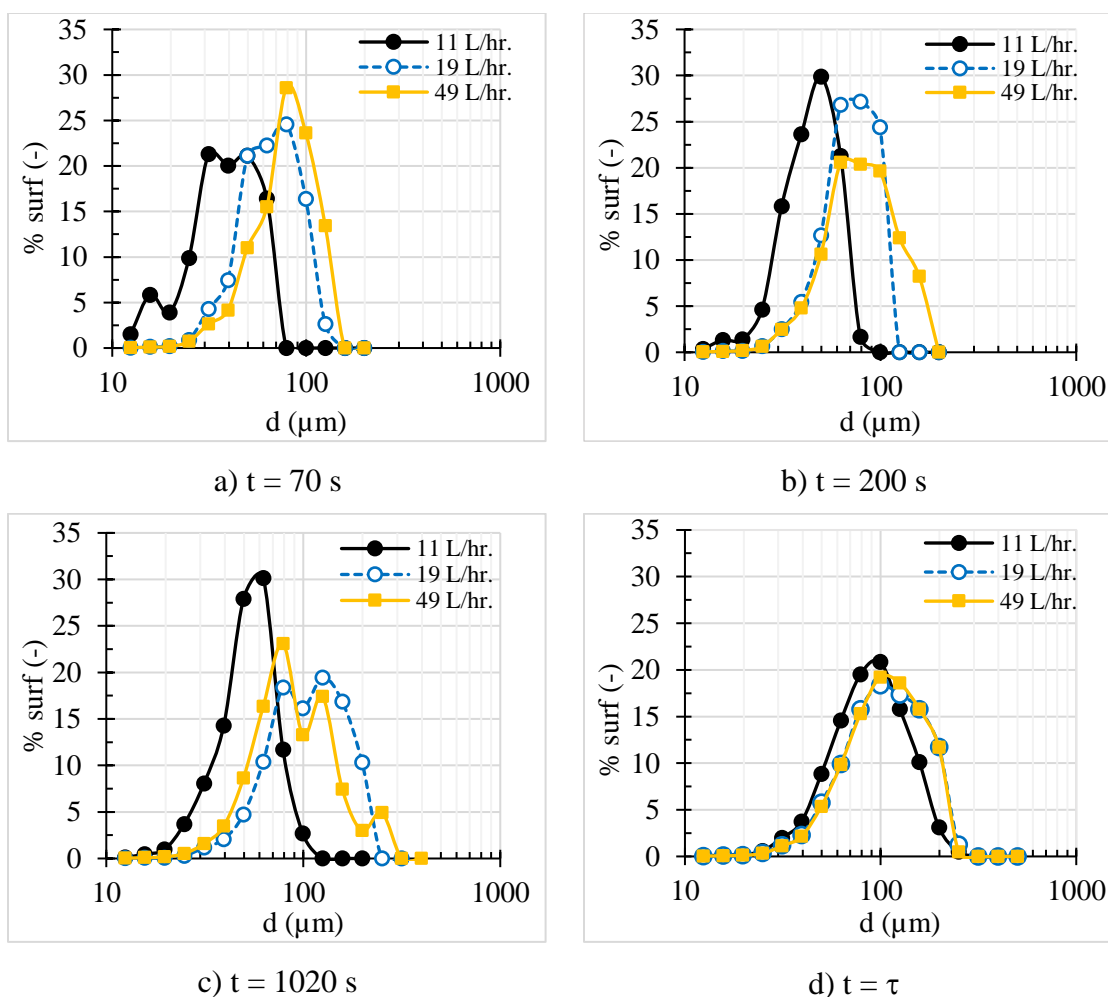 35
30
25
20
15
10
5
0
% surf (-)
11 L/hr.
19 L/hr.
49 L/hr.
10 100 1000
d (µm)
a) t = 70 s
35
30
25
20
15
10
5
0
% surf (-)
11 L/hr.
19 L/hr.
49 L/hr.
10 100 1000
d (µm)
b) t = 200 s
35
30
25
20
15
10
5
0
% surf (-)
11 L/hr.
19 L/hr.
49 L/hr.
10 100 1000
d (µm)
c) t = 1020 s
35
30
25
20
15
10
5
0
% surf (-)
11 L/hr.
19 L/hr.
49 L/hr.
10 100 1000
d (µm)
d) t = τ